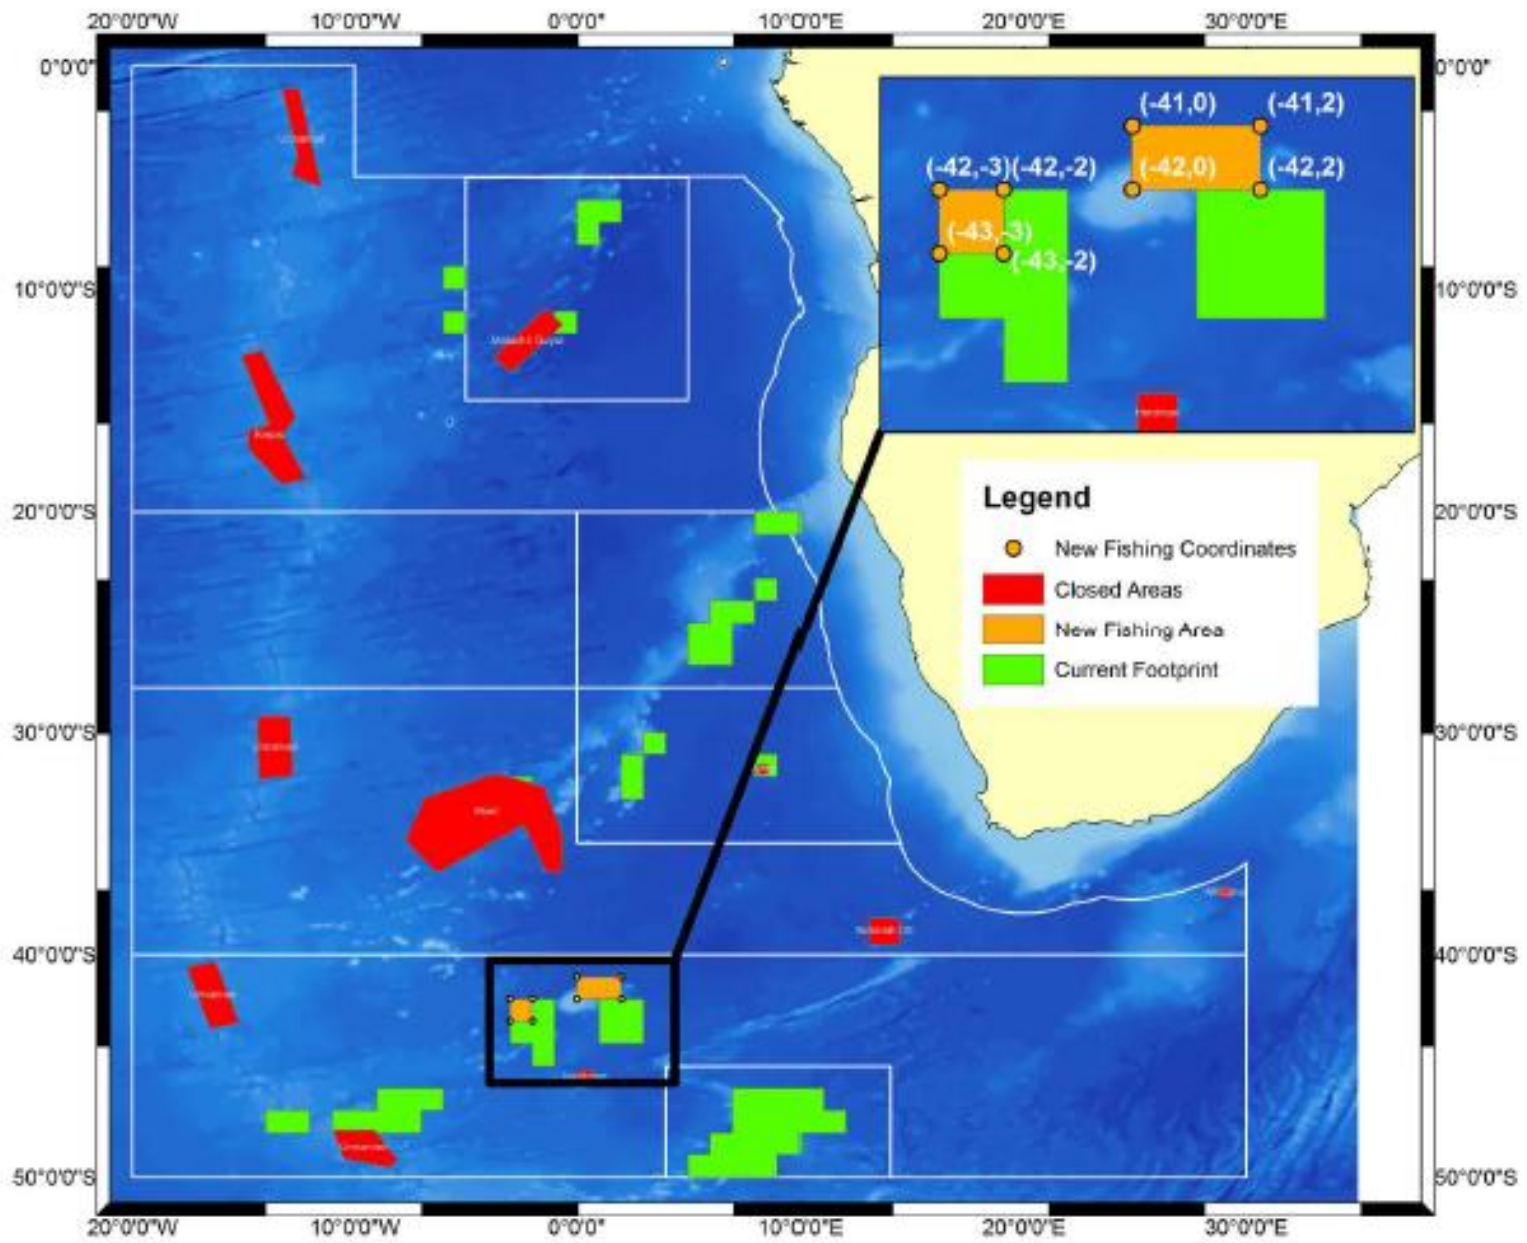 20°0'0"W 10°0'0"W 0°0'0" 10°0'0"E 20°0'0"E 30°0'0"E
0°0'0" 0°0'0"
(-41,0) (-41,2)
(-42,-3)(-42,-2) (-42,0) (-42,2)
(-43,-3)
(-43,-2)
10°0'0"S 10°0'0"S
Legend
20°0'0"S 20°0'0"S
New Fishing Coordinates
Closed Areas
New Fishing Area
Current Footprint
30°0'0"S 30°0'0"S
40°0'0"S 40°0'0"S
50°0'0"S 50°0'0"S
20°0'0"W 10°0'0"W 0°0'0" 10°0'0"E 20°0'0"E 30°0'0"E